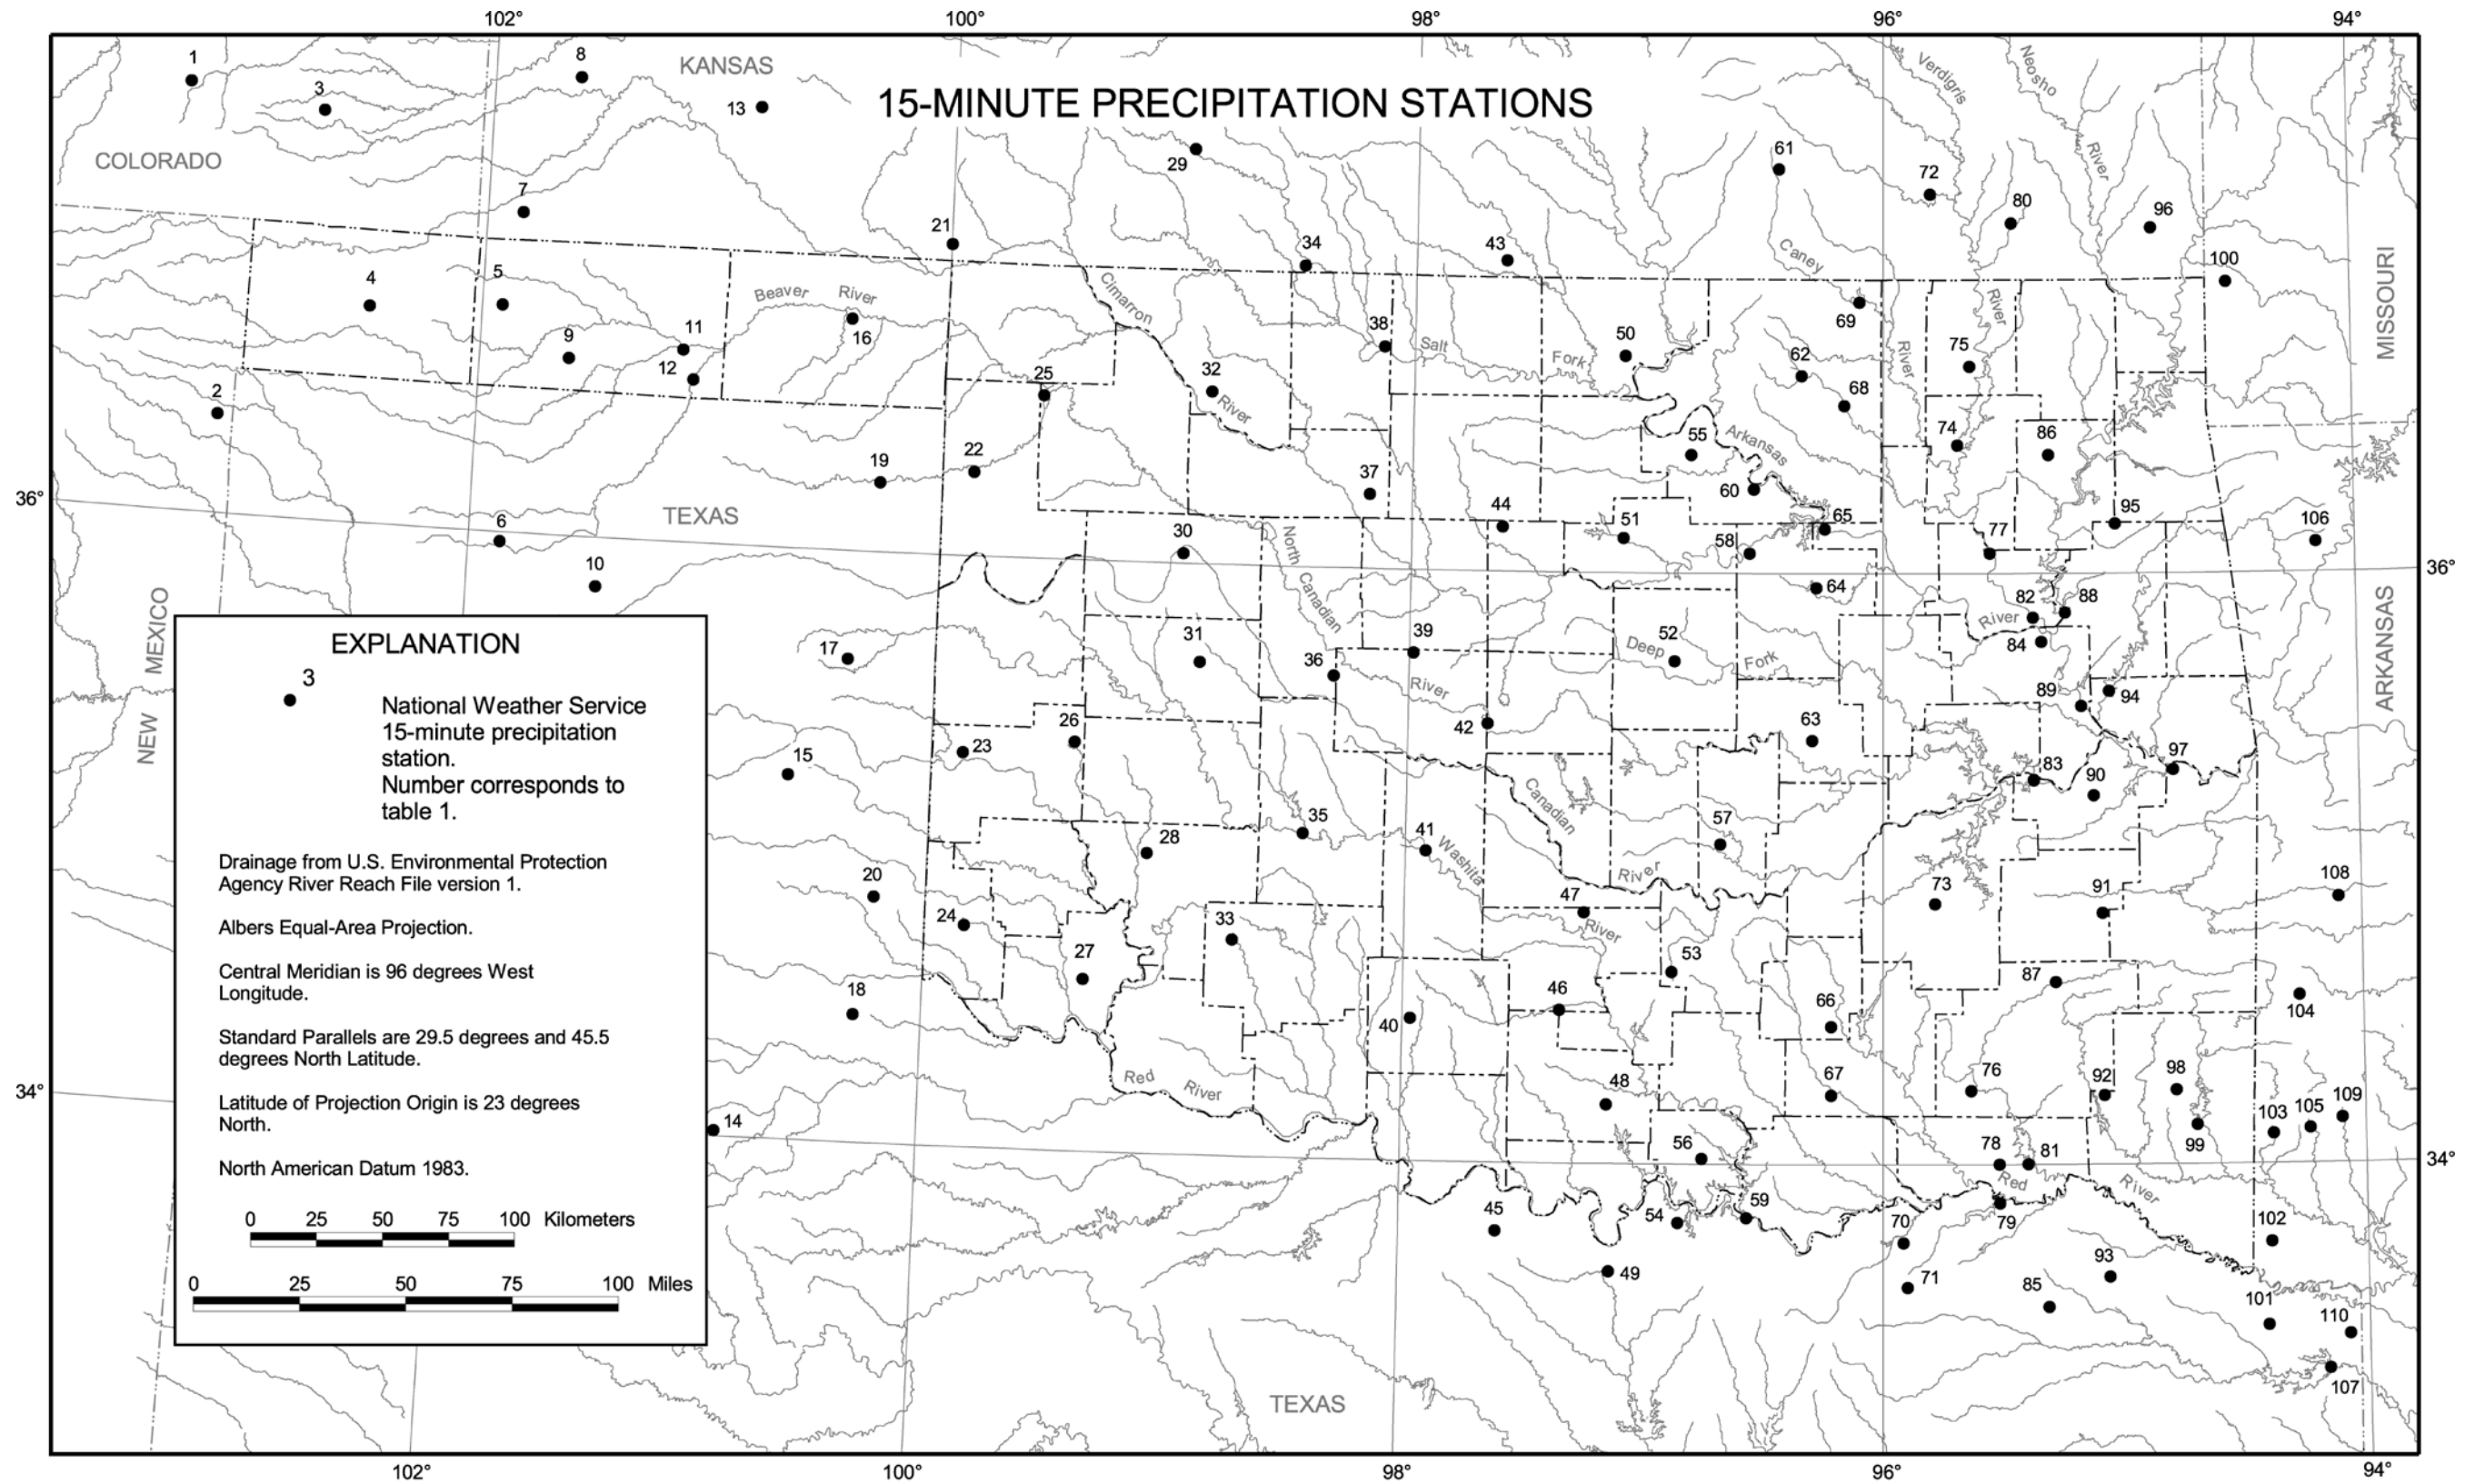 102°
100°
98°
96°
94°
1
8
KANSAS
3
13
15-MINUTE PRECIPITATION STATIONS
Verdigris
Neosho
COLORADO
29
61
River
72
7
80
96
21
34
43
Caney
100
MISSOURI
4
5
Beaver River
Cimarron
River
9
11
16
38
Salt
50
69
12
Fork
River
62
75
2
25
32
River
68
55
Arkansas
74
86
19
22
37
60
36°
6
TEXAS
44
51
65
95
106
30
58
77
10
North Canadian
36°
64
82
88
NEW MEXICO
ARKANSAS
EXPLANATION
3
National Weather Service
15-minute precipitation
station.
Number corresponds to
table 1.
Drainage from U.S. Environmental Protection
Agency River Reach File version 1.
Albers Equal-Area Projection.
Central Meridian is 96 degrees West
Longitude.
Standard Parallels are 29.5 degrees and 45.5
degrees North Latitude.
Latitude of Projection Origin is 23 degrees
North.
North American Datum 1983.
0 25 50 75 100 Kilometers
0 25 50 75 100 Miles
17
31
39
52
River
84
Deep
Fork
36
River
89
94
26
42
63
23
15
83
97
90
Canadian
35
57
28
41
Washita
River
20
73
91
108
47
24
33
River
27
53
87
18
46
66
104
40
Red River
48
67
76
92
98
34°
14
103
105
109
56
78
81
99
34°
Red
River
45
54
59
70
79
102
49
71
85
93
101
110
107
TEXAS
102°
100°
98°
96°
94°